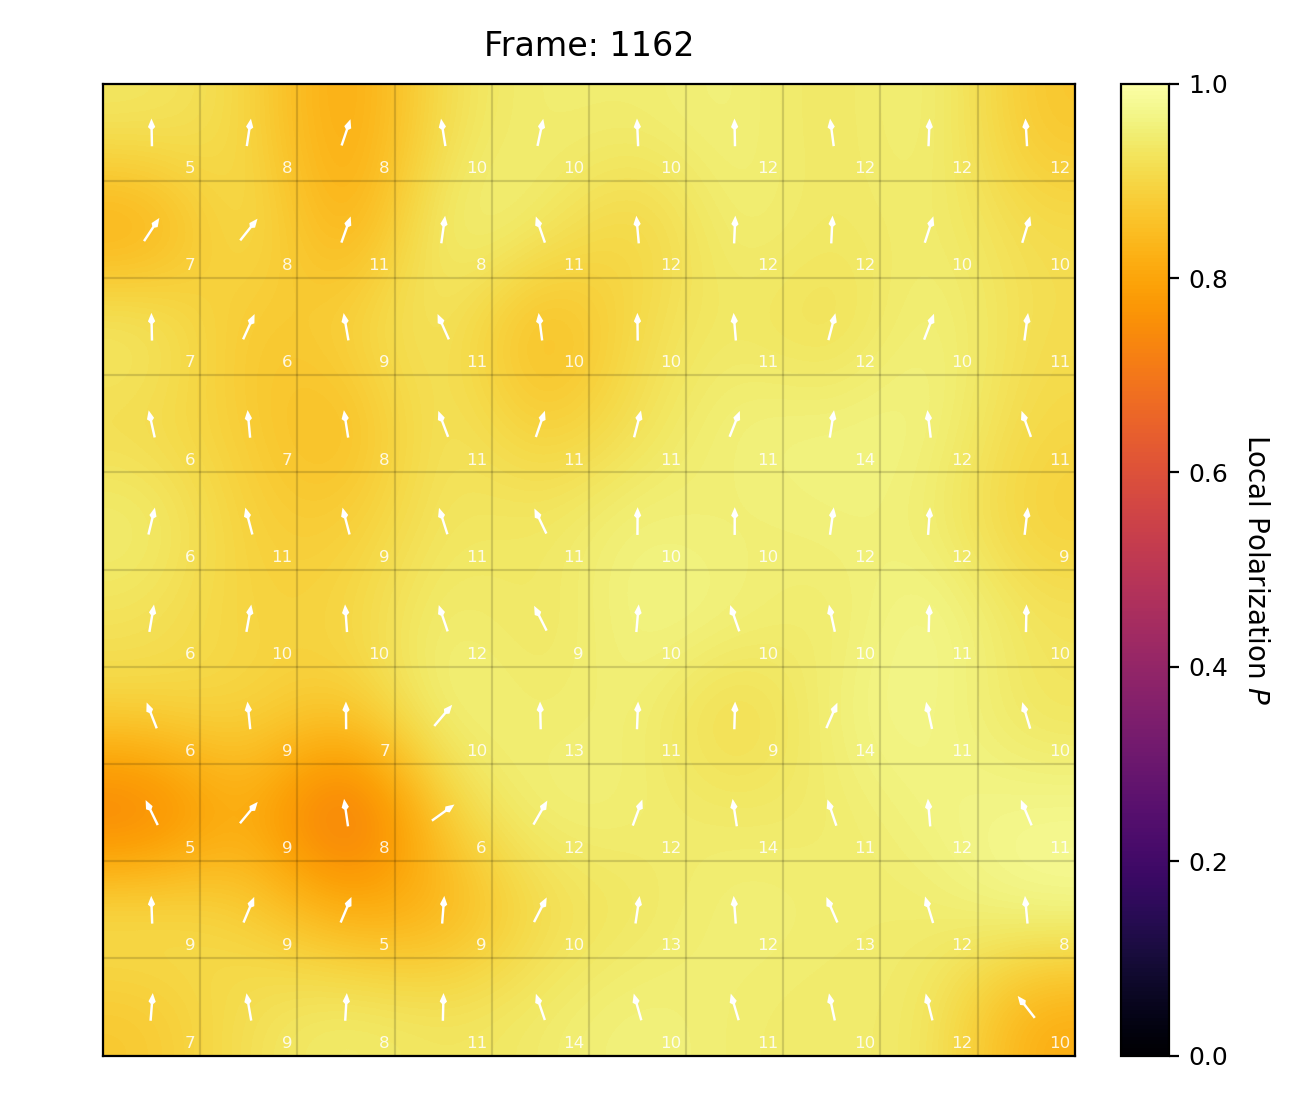 Frame: 1162
5 8 8 10 10 10 12 12 12 12
7 8 11 8 11 12 12 12 10 10
7 6 9 11 10 10 11 12 10 11
6 7 8 11 11 11 11 14 12 11
6 11 9 11 11 10 10 12 12 9
6 10 10 12 9 10 10 10 11 10
6 9 7 10 13 11 9 14 11 10
5 9 8 6 12 12 14 11 12 11
9 9 5 9 10 13 12 13 12 8
7 9 8 11 14 10 11 10 12 10
1.0
0.8
0.6
0.4
0.2
0.0
Local Polarization P